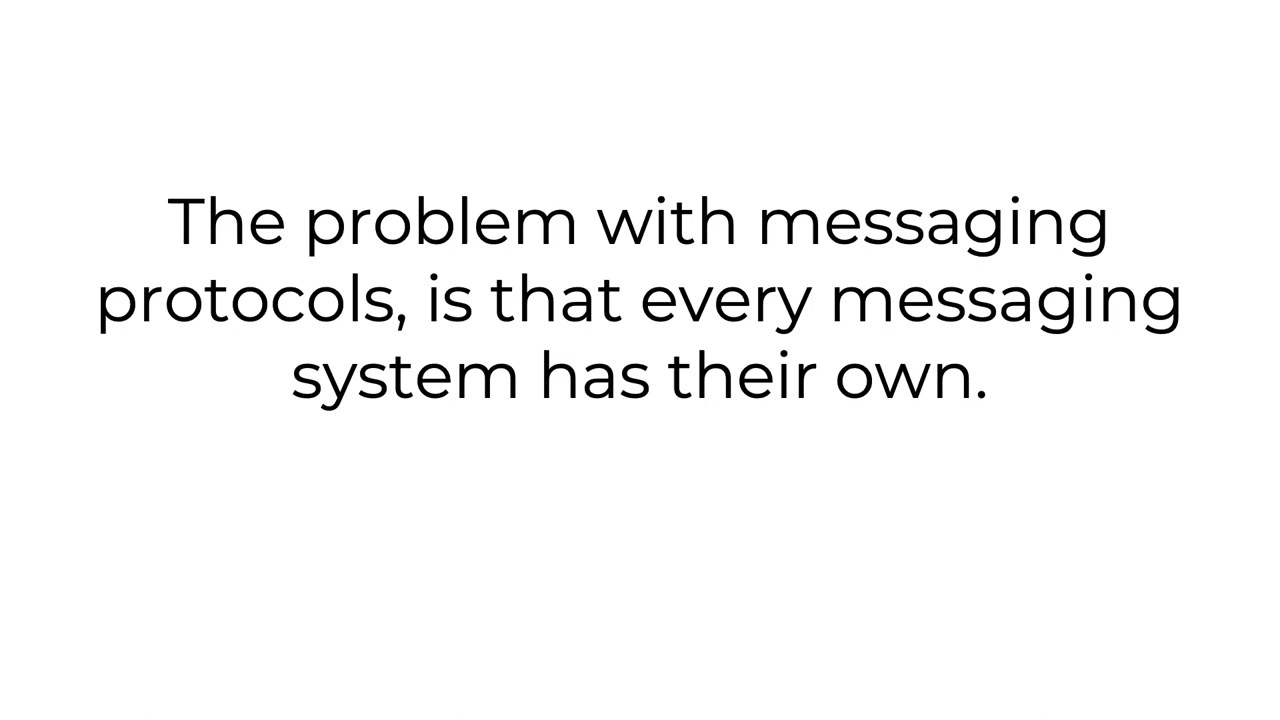 The problem with messaging
protocols, is that every messaging
system has their own.